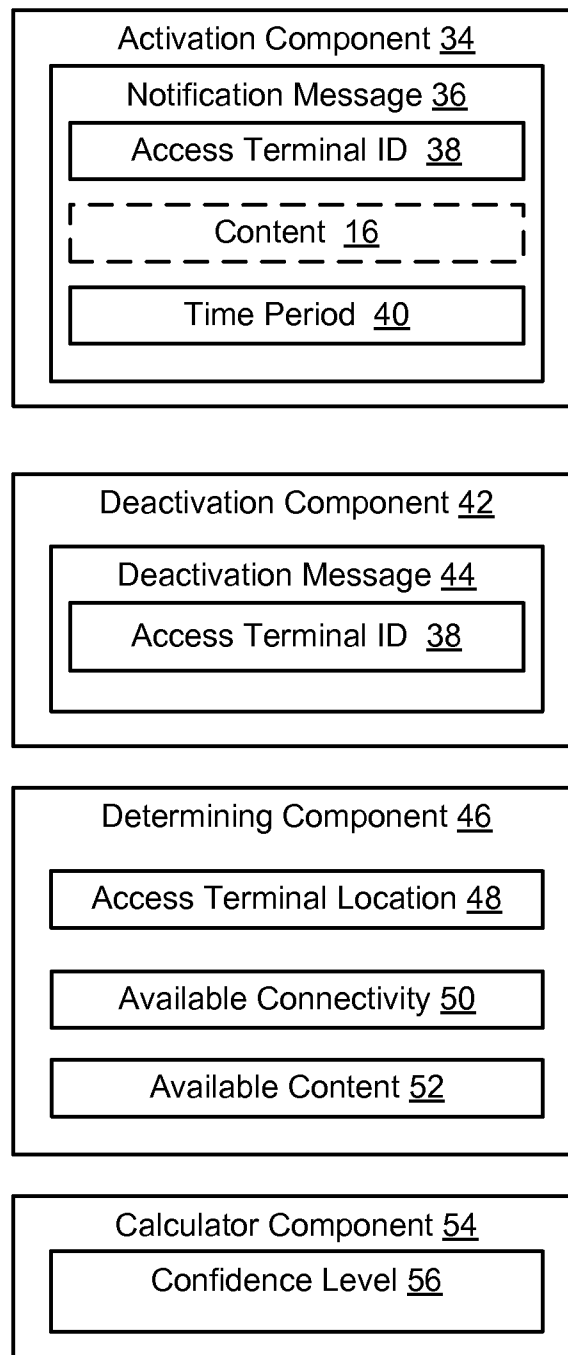 Activation Component 34
Notification Message 36
Access Terminal ID 38
Content 16
Time Period 40
Deactivation Component 42
Deactivation Message 44
Access Terminal ID 38
Determining Component 46
Access Terminal Location 48
Available Connectivity 50
Available Content 52
Calculator Component 54
Confidence Level 56